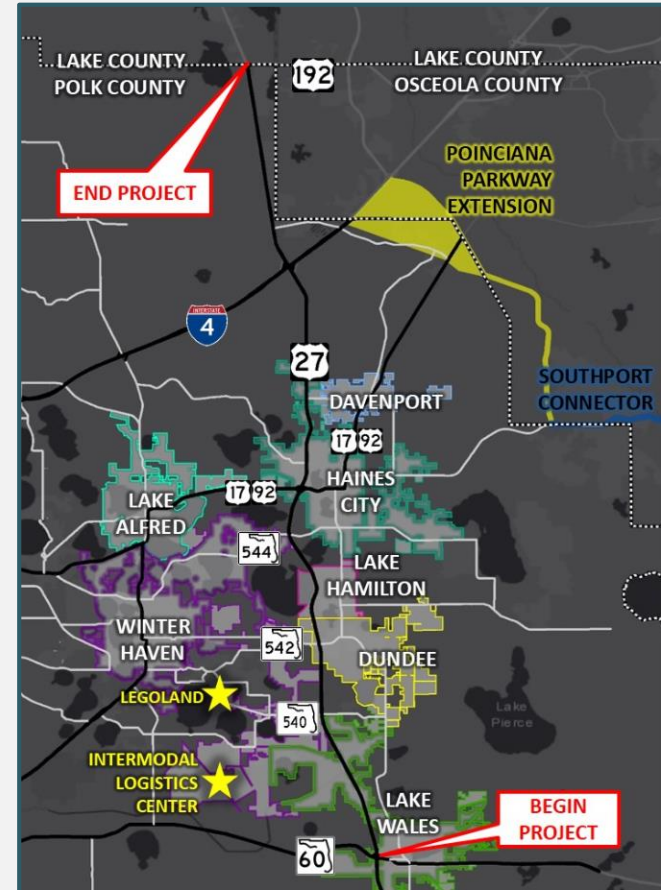 LAKE COUNTY
POLK COUNTY
192
LAKE COUNTY
OSCEOLA COUNTY
END PROJECT
POINCIANA
PARKWAY
EXTENSION
INTERSTATE
4
27
DAVENPORT
SOUTHPORT
CONNECTOR
17 92
HAINES
CITY
17 92
LAKE
ALFRED
544
LAKE
HAMILTON
WINTER
HAVEN
542
DUNDEE
LEGOLAND
540
Lake
Pierce
INTERMODAL
LOGISTICS
CENTER
LAKE
WALES
BEGIN
PROJECT
60